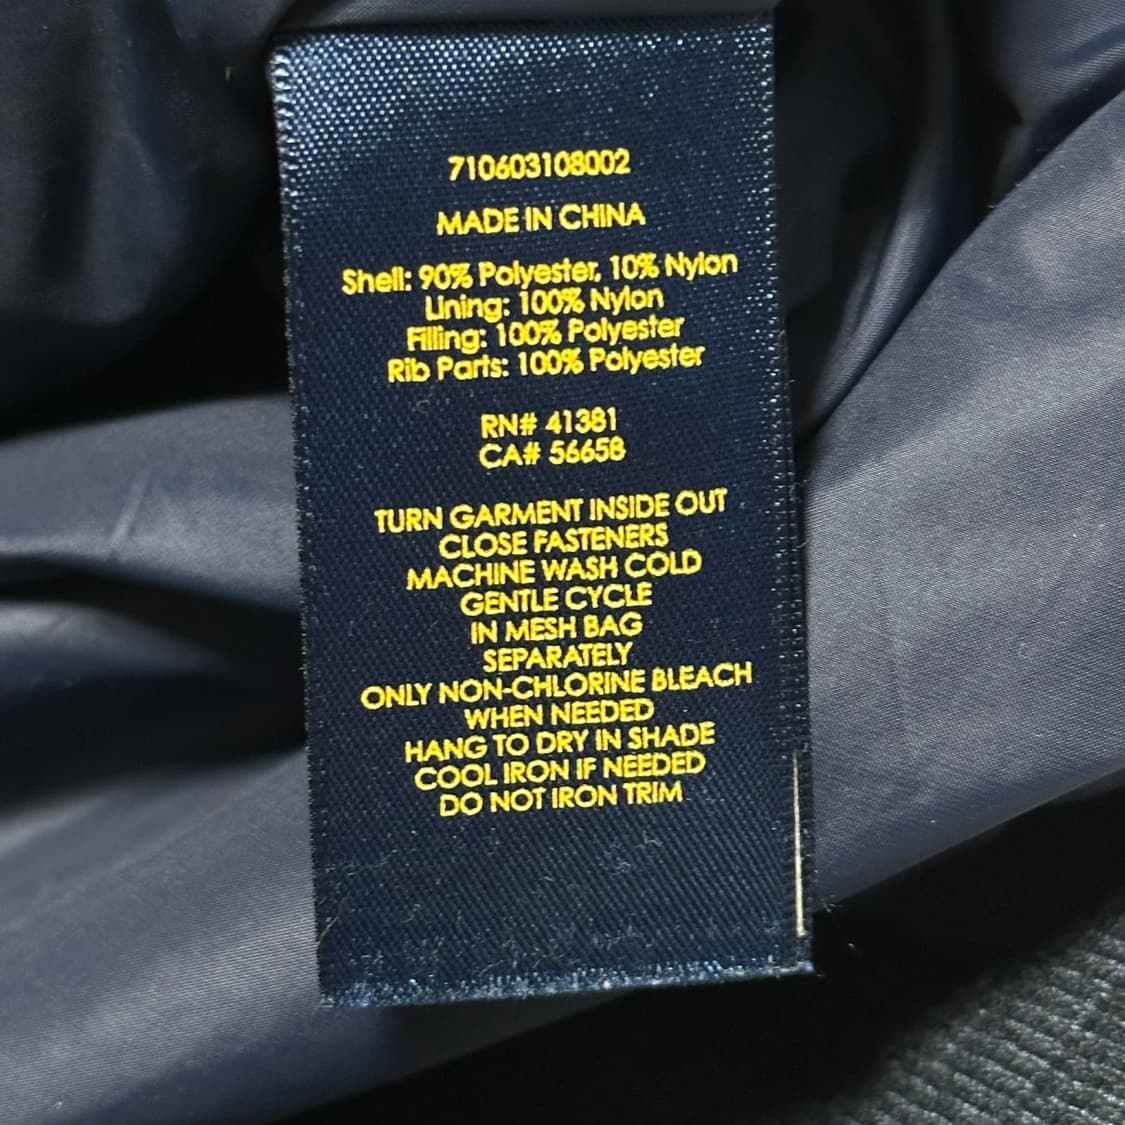 710603108002
MADE IN CHINA
Shell: 90% Polyester, 10% Nylon
Lining: 100% Nylon
Filling: 100% Polyester
Rib Parts: 100% Polyester
RN# 41381
CA# 56658
TURN GARMENT INSIDE OUT
CLOSE FASTENERS
MACHINE WASH COLD
GENTLE CYCLE
IN MESH BAG
SEPARATELY
ONLY NON-CHLORINE BLEACH
WHEN NEEDED
HANG TO DRY IN SHADE
COOL IRON IF NEEDED
DO NOT IRON TRIM